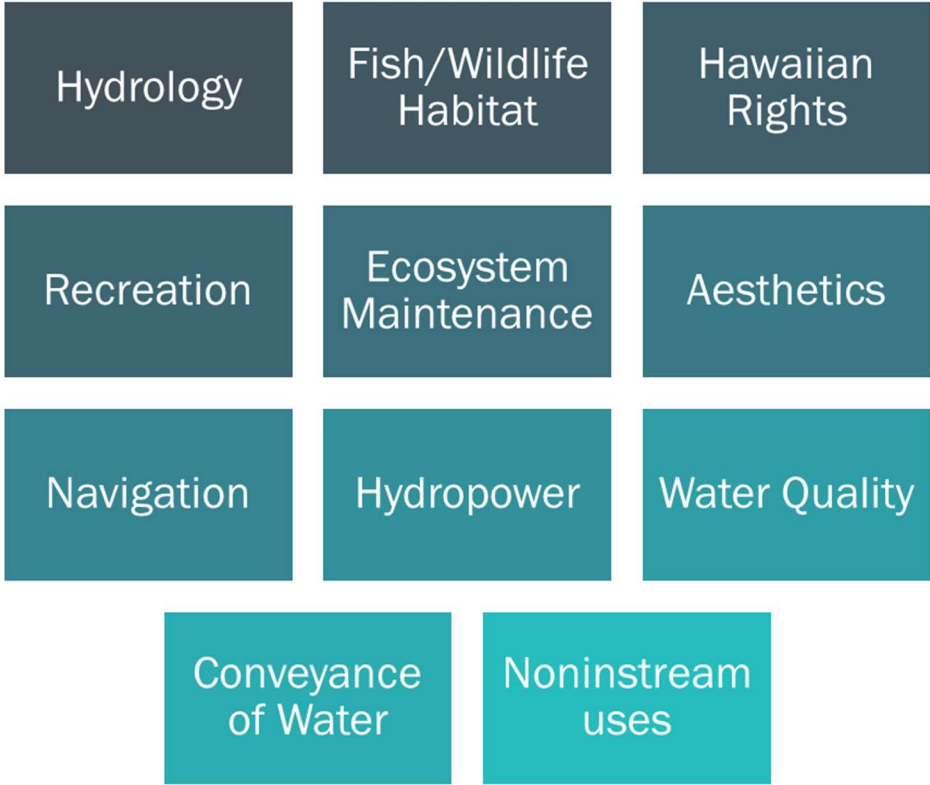 Hydrology
Fish/Wildlife
Habitat
Hawaiian
Rights
Recreation
Ecosystem
Maintenance
Aesthetics
Navigation
Hydropower
Water Quality
Conveyance
of Water
Noninstream
uses